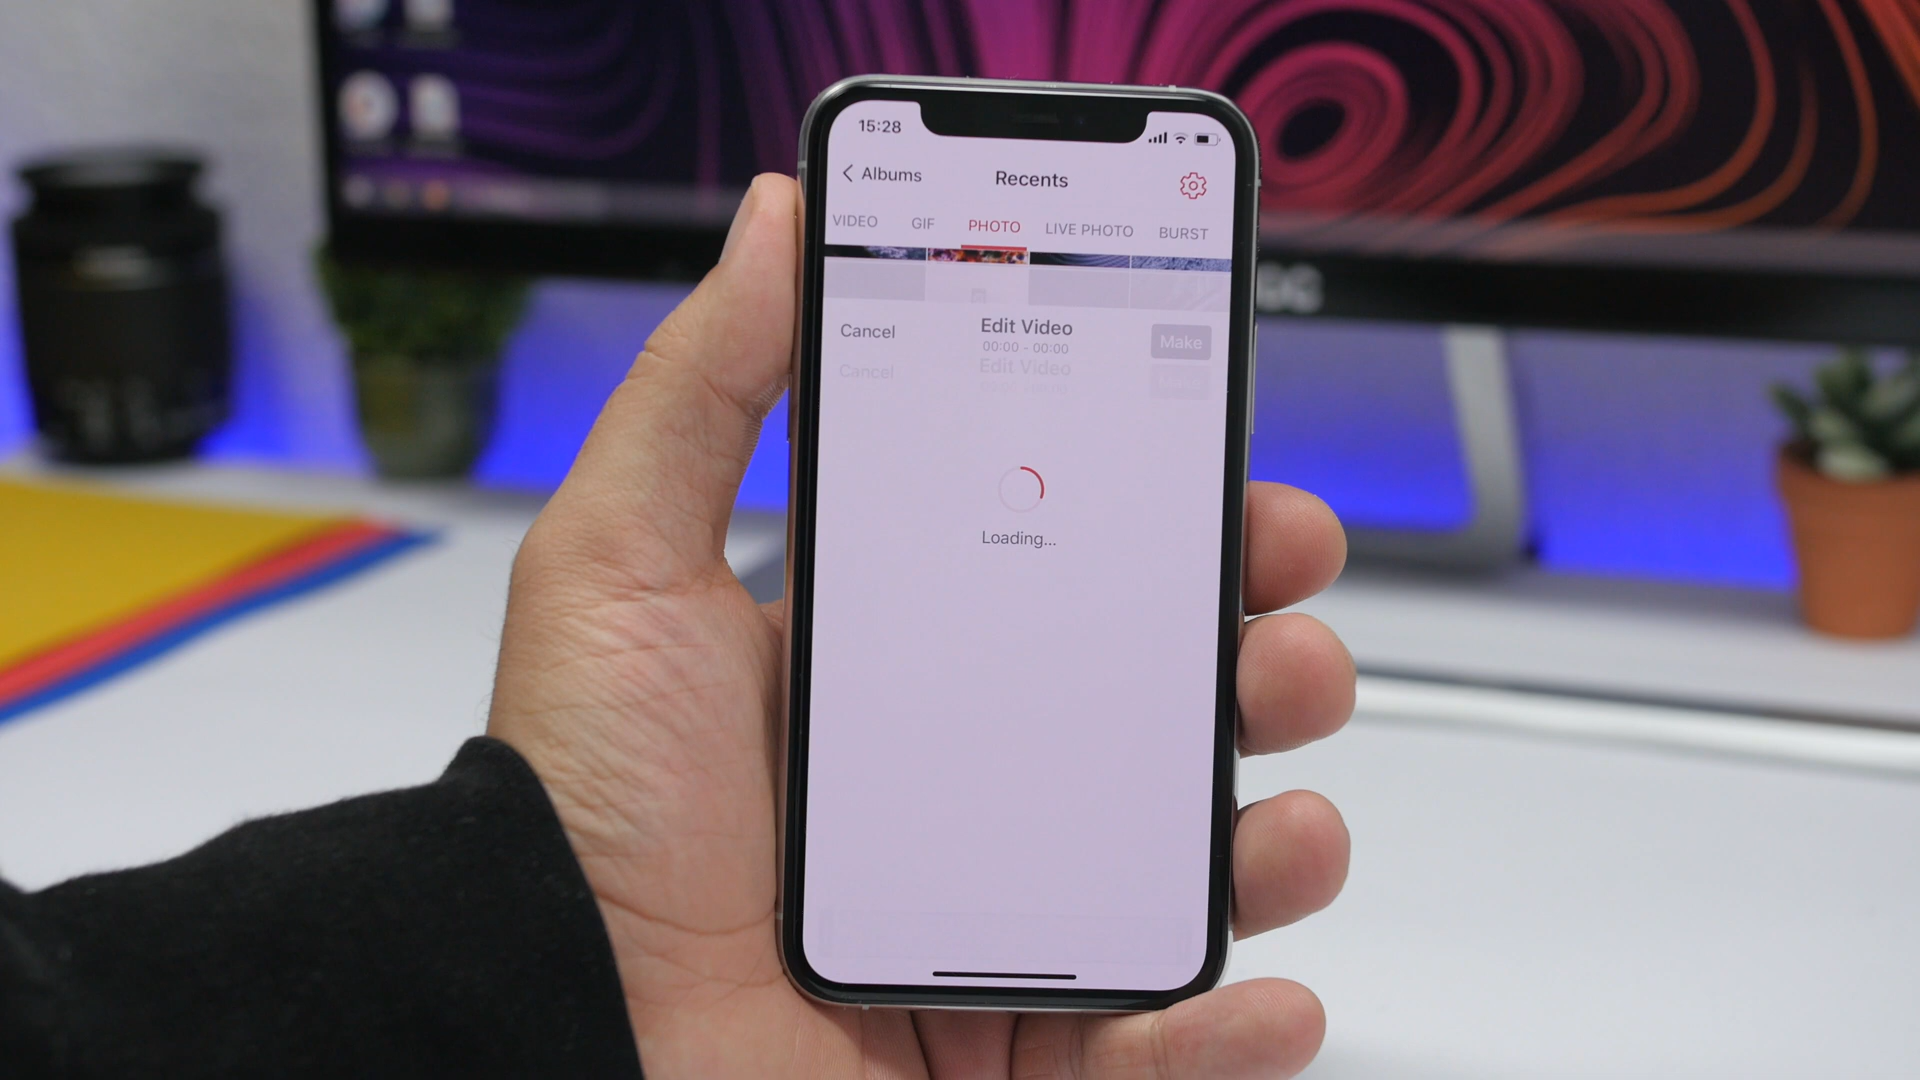 15:28
Albums
Recents
VIDEO GIF PHOTO LIVE PHOTO BURST
Cancel
Edit Video
Make
00:00 - 00:00
Cancel
Edit Video
Loading...